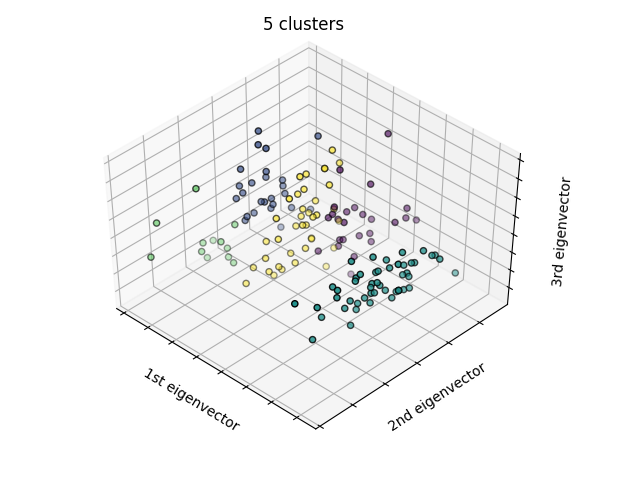 5 clusters
3rd eigenvector
1st eigenvector
2nd eigenvector